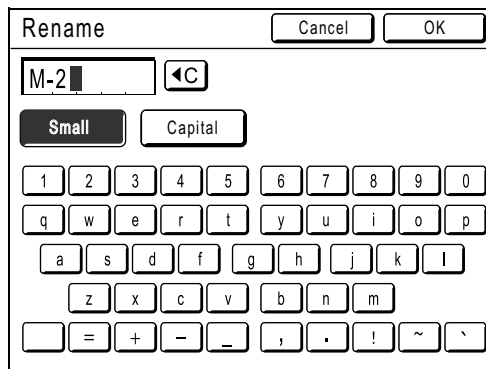 Rename Cancel OK
M-2 ◀C
Small Capital
1 2 3 4 5 6 7 8 9 0
q w e r t y u i o p
a s d f g h j k l
z x c v b n m
= + − _ , . ! ~ `